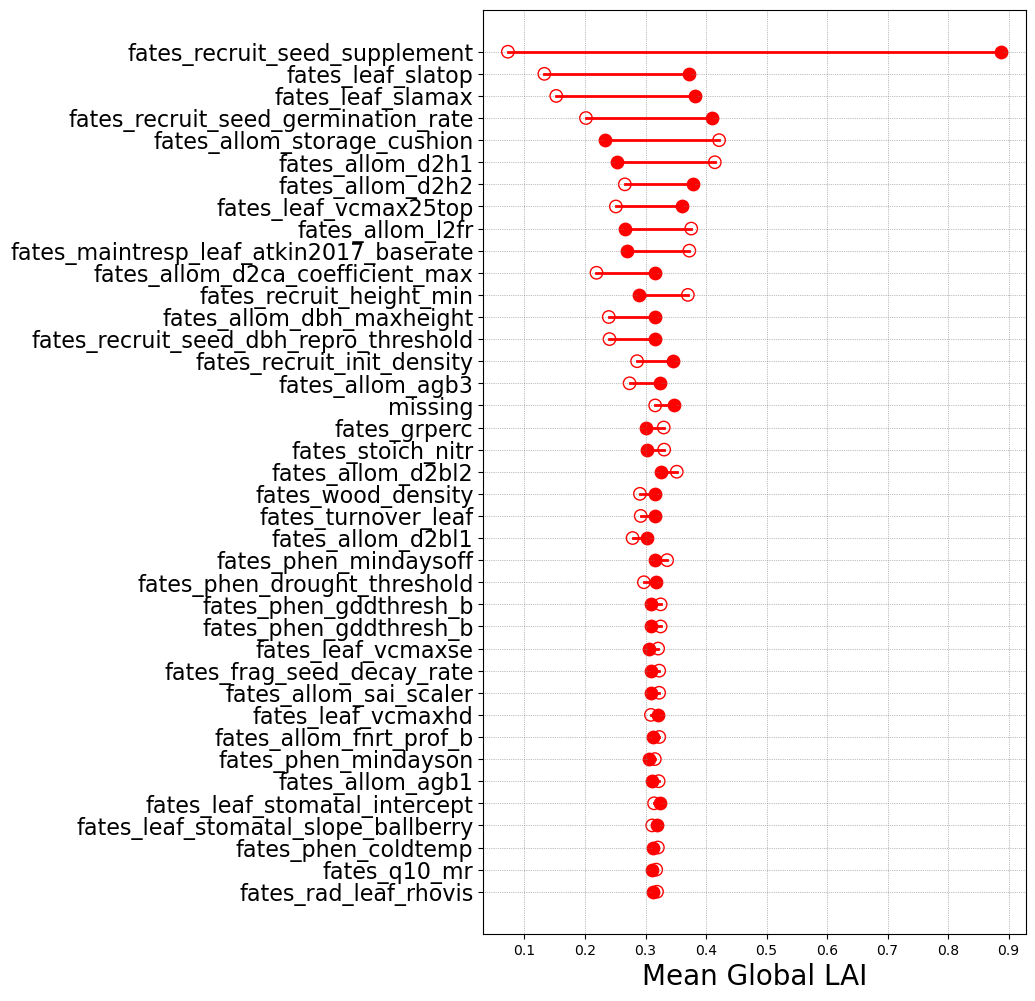 fates_recruit_seed_supplement
fates_leaf_slatop
fates_leaf_slamax
fates_recruit_seed_germination_rate
fates_allom_storage_cushion
fates_allom_d2h1
fates_allom_d2h2
fates_leaf_vcmax25top
fates_allom_l2fr
fates_maintresp_leaf_atkin2017_baserate
fates_allom_d2ca_coefficient_max
fates_recruit_height_min
fates_allom_dbh_maxheight
fates_recruit_seed_dbh_repro_threshold
fates_recruit_init_density
fates_allom_agb3
missing
fates_grperc
fates_stoich_nitr
fates_allom_d2bl2
fates_wood_density
fates_turnover_leaf
fates_allom_d2bl1
fates_phen_mindaysoff
fates_phen_drought_threshold
fates_phen_gddthresh_b
fates_phen_gddthresh_b
fates_leaf_vcmaxse
fates_frag_seed_decay_rate
fates_allom_sai_scaler
fates_leaf_vcmaxhd
fates_allom_fnrt_prof_b
fates_phen_mindayson
fates_allom_agb1
fates_leaf_stomatal_intercept
fates_leaf_stomatal_slope_ballberry
fates_phen_coldtemp
fates_q10_mr
fates_rad_leaf_rhovis
0.1 0.2 0.3 0.4 0.5 0.6 0.7 0.8 0.9
Mean Global LAI